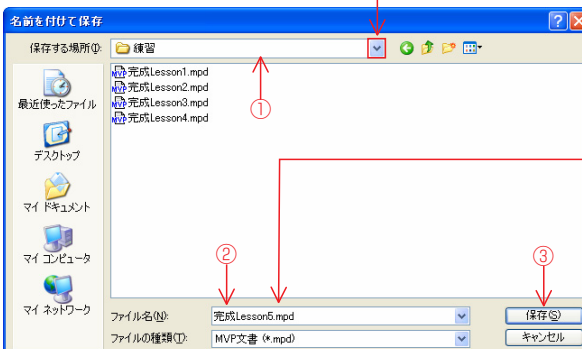 名前を付けて保存
保存する場所(I):
練習
①
完成Lesson1.mpd
完成Lesson2.mpd
完成Lesson3.mpd
完成Lesson4.mpd
最近使ったファイル
デスクトップ
マイ ドキュメント
マイ コンピュータ
マイ ネットワーク
②
③
ファイル名(N):
完成Lesson5.mpd
保存(S)
ファイルの種類(T):
MVP文書 (*.mpd)
キャンセル